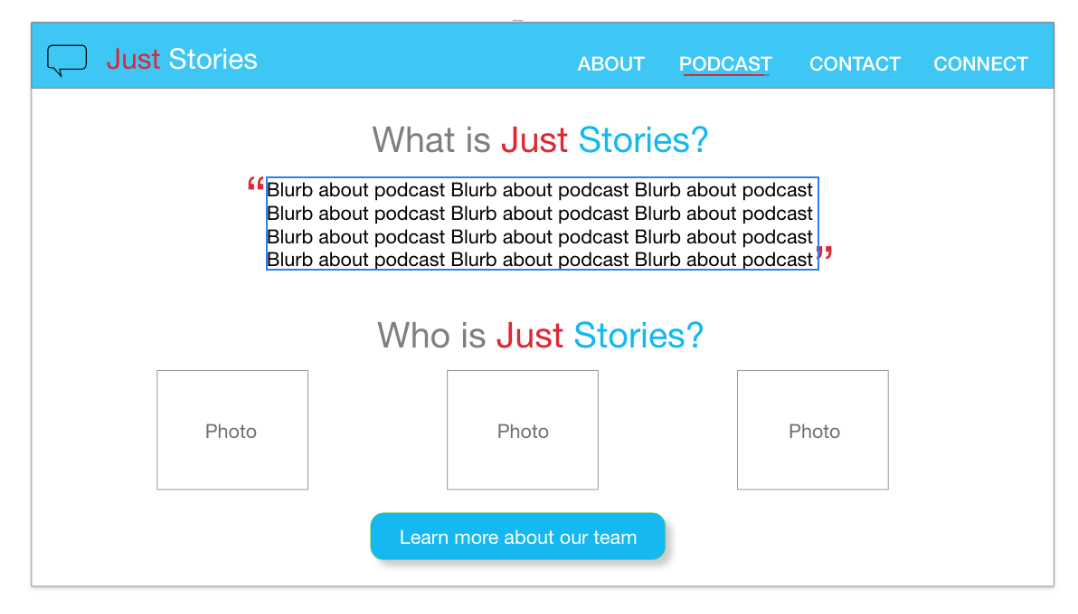 Just Stories
ABOUT PODCAST CONTACT CONNECT
What is Just Stories?
“Blurb about podcast Blurb about podcast Blurb about podcast
Blurb about podcast Blurb about podcast Blurb about podcast
Blurb about podcast Blurb about podcast Blurb about podcast
Blurb about podcast Blurb about podcast Blurb about podcast”
Who is Just Stories?
Photo Photo Photo
Learn more about our team